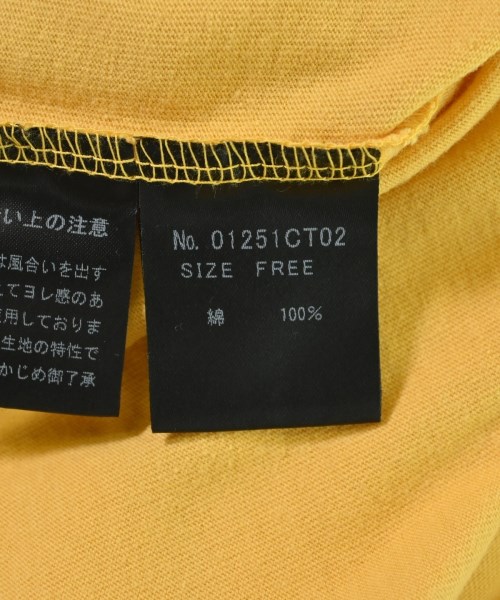 い上の注意
は風合いを出す
てヨレ感のあ
用しておりま
生地の特性で
かじめ御了承
No. 01251CT02
SIZE FREE
綿 100%